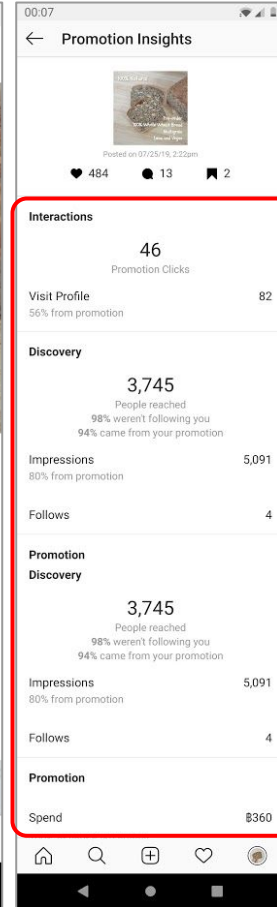 00:07
Promotion Insights
100% Natural
Posted on 07/25/19, 2:22pm
484 13 2
Interactions
46
Promotion Clicks
Visit Profile 82
56% from promotion
Discovery
3,745
People reached
98% weren't following you
94% came from your promotion
Impressions 5,091
80% from promotion
Follows 4
Promotion
Discovery
3,745
People reached
98% weren't following you
94% came from your promotion
Impressions 5,091
80% from promotion
Follows 4
Promotion
Spend ฿360